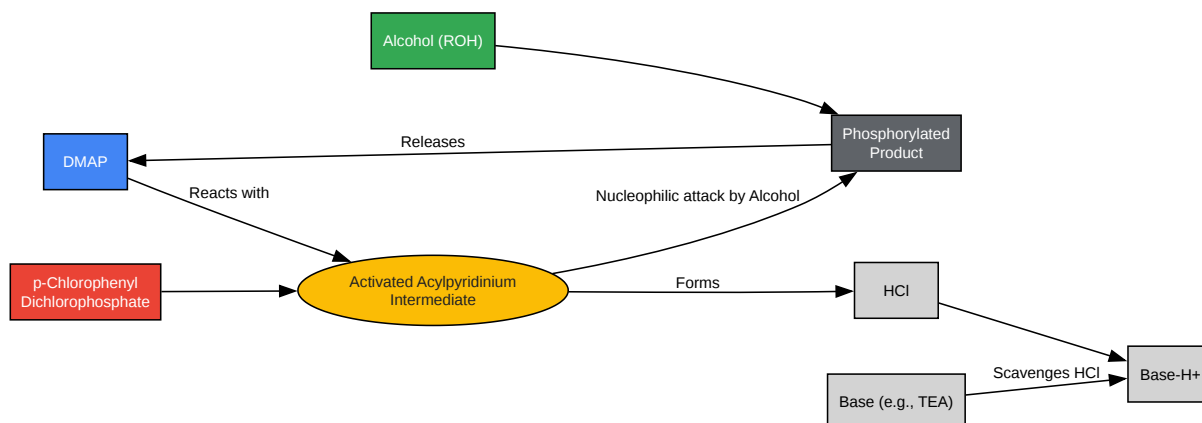 Alcohol (ROH)
Phosphorylated
Product
Releases
DMAP
Reacts with
Nucleophilic attack by Alcohol
p-Chlorophenyl
Dichlorophosphate
Activated Acylpyridinium
Intermediate
Forms
HCl
Scavenges HCl
Base-H+
Base (e.g., TEA)